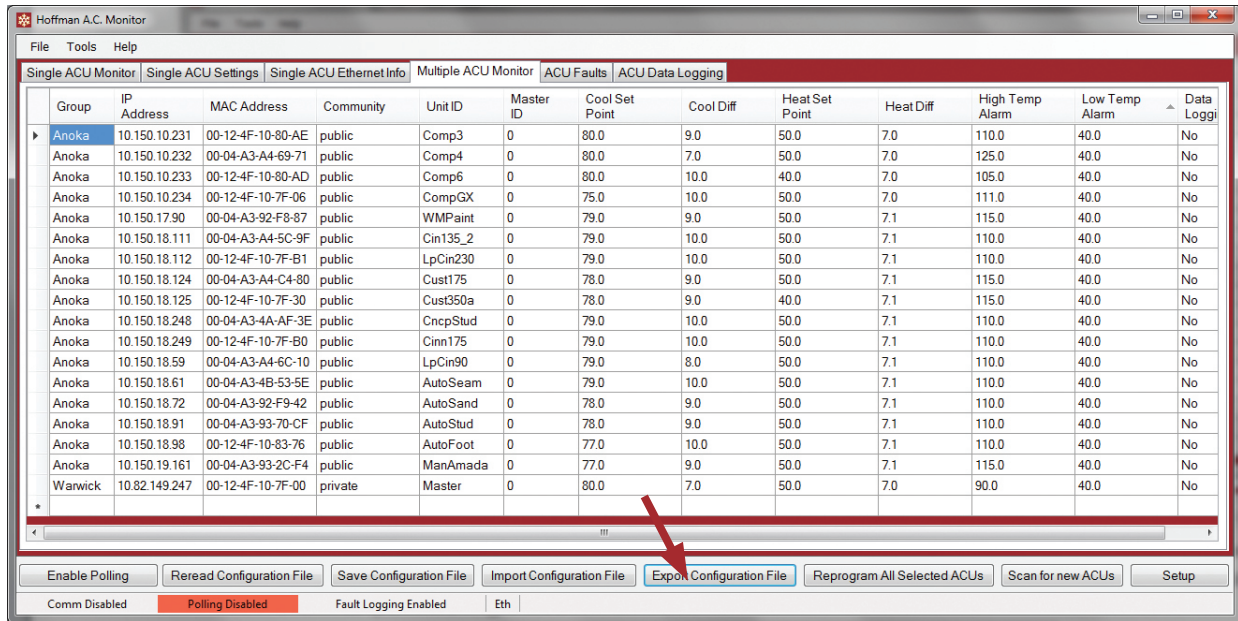 Hoffman A.C. Monitor
File Tools Help
Single ACU Monitor Single ACU Settings Single ACU Ethernet Info Multiple ACU Monitor ACU Faults ACU Data Logging
Group IP Address MAC Address Community Unit ID Master ID Cool Set Point Cool Diff Heat Set Point Heat Diff High Temp Alarm Low Temp Alarm Data Loggi
Anoka 10.150.10.231 00-12-4F-10-80-AE public Comp3 0 80.0 9.0 50.0 7.0 110.0 40.0 No
Anoka 10.150.10.232 00-04-A3-A4-69-71 public Comp4 0 80.0 7.0 50.0 7.0 125.0 40.0 No
Anoka 10.150.10.233 00-12-4F-10-80-AD public Comp6 0 80.0 10.0 40.0 7.0 105.0 40.0 No
Anoka 10.150.10.234 00-12-4F-10-7F-06 public CompGX 0 75.0 10.0 50.0 7.0 111.0 40.0 No
Anoka 10.150.17.90 00-04-A3-92-F8-87 public WMPaint 0 79.0 9.0 50.0 7.1 115.0 40.0 No
Anoka 10.150.18.111 00-04-A3-A4-5C-9F public Cin135_2 0 79.0 10.0 50.0 7.1 110.0 40.0 No
Anoka 10.150.18.112 00-12-4F-10-7F-B1 public LpCin230 0 79.0 10.0 50.0 7.1 110.0 40.0 No
Anoka 10.150.18.124 00-04-A3-A4-C4-80 public Cust175 0 78.0 9.0 50.0 7.1 115.0 40.0 No
Anoka 10.150.18.125 00-12-4F-10-7F-30 public Cust350a 0 78.0 9.0 40.0 7.1 115.0 40.0 No
Anoka 10.150.18.248 00-04-A3-4A-AF-3E public CncpStud 0 79.0 10.0 50.0 7.1 110.0 40.0 No
Anoka 10.150.18.249 00-12-4F-10-7F-B0 public Cinn175 0 79.0 10.0 50.0 7.1 110.0 40.0 No
Anoka 10.150.18.59 00-04-A3-A4-6C-10 public LpCin90 0 79.0 8.0 50.0 7.1 110.0 40.0 No
Anoka 10.150.18.61 00-04-A3-4B-53-5E public AutoSeam 0 79.0 10.0 50.0 7.1 110.0 40.0 No
Anoka 10.150.18.72 00-04-A3-92-F9-42 public AutoSand 0 78.0 9.0 50.0 7.1 110.0 40.0 No
Anoka 10.150.18.91 00-04-A3-93-70-CF public AutoStud 0 78.0 9.0 50.0 7.1 110.0 40.0 No
Anoka 10.150.18.98 00-12-4F-10-83-76 public AutoFoot 0 77.0 10.0 50.0 7.1 110.0 40.0 No
Anoka 10.150.19.161 00-04-A3-93-2C-F4 public ManAmada 0 77.0 9.0 50.0 7.1 115.0 40.0 No
Warwick 10.82.149.247 00-12-4F-10-7F-00 private Master 0 80.0 7.0 50.0 7.0 90.0 40.0 No
Enable Polling Reread Configuration File Save Configuration File Import Configuration File Export Configuration File Reprogram All Selected ACUs Scan for new ACUs Setup
Comm Disabled Polling Disabled Fault Logging Enabled Eth